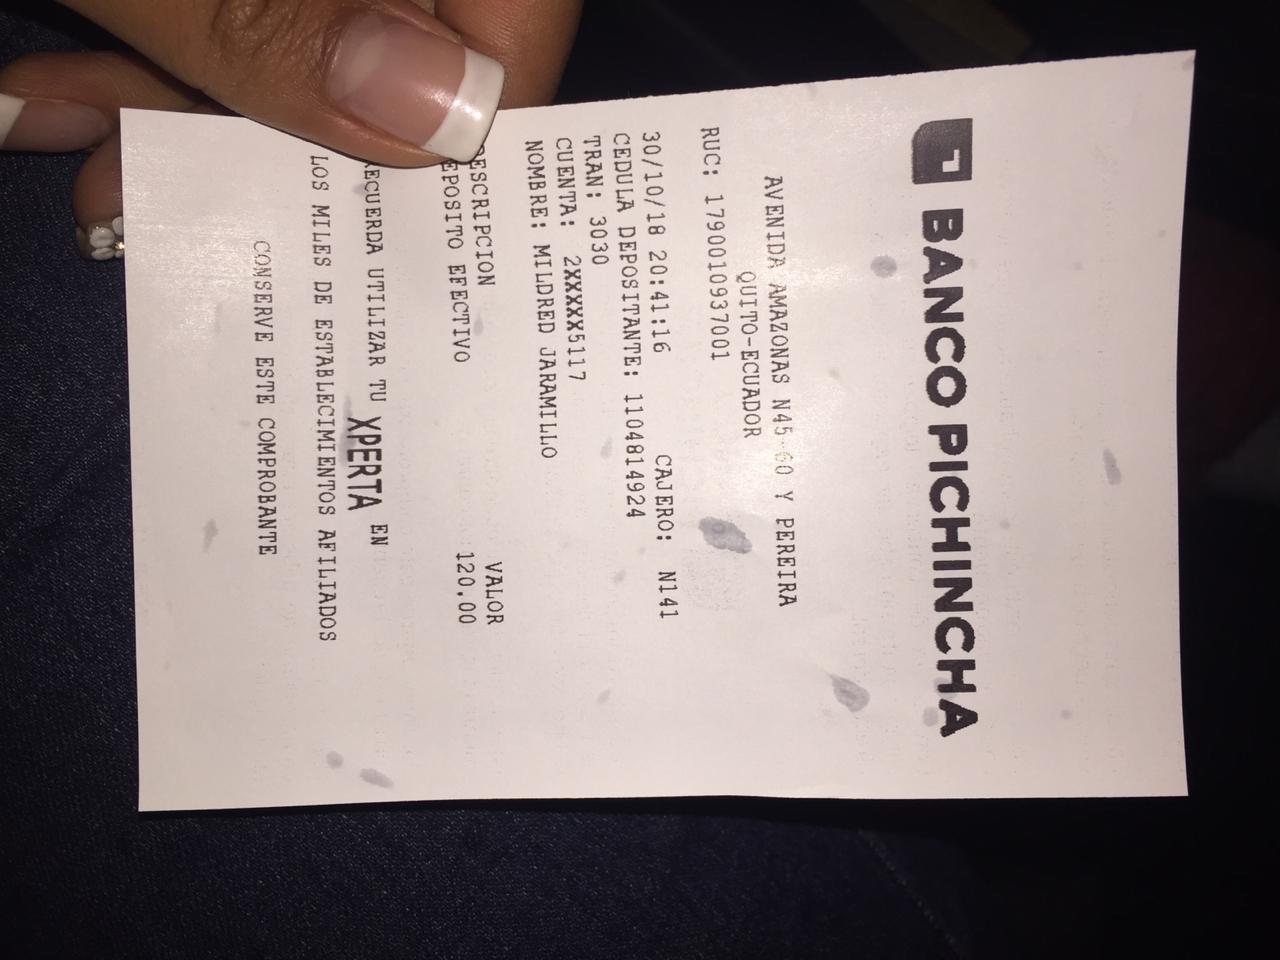 BANCO PICHINCHA
AVENIDA AMAZONAS N45-60 Y PEREIRA
QUITO-ECUADOR
RUC: 1790010937001
30/10/18 20:41:16 CAJERO: N141
CEDULA DEPOSITANTE: 1104814924
TRAN: 3030
CUENTA: 2XXXXX5117
NOMBRE: MILDRED JARAMILLO
DESCRIPCION VALOR
DEPOSITO EFECTIVO 120.00
RECUERDA UTILIZAR TU XPERTA EN
LOS MILES DE ESTABLECIMIENTOS AFILIADOS
CONSERVE ESTE COMPROBANTE